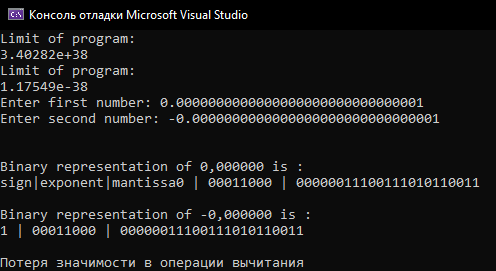 Консоль отладки Microsoft Visual Studio
Limit of program:
3.40282e+38
Limit of program:
1.17549e-38
Enter first number: 0.0000000000000000000000000000001
Enter second number: -0.0000000000000000000000000000001
Binary representation of 0,000000 is :
sign|exponent|mantissa0 | 00011000 | 00000011100111010110011
Binary representation of -0,000000 is :
1 | 00011000 | 00000011100111010110011
Потеря значимости в операции вычитания